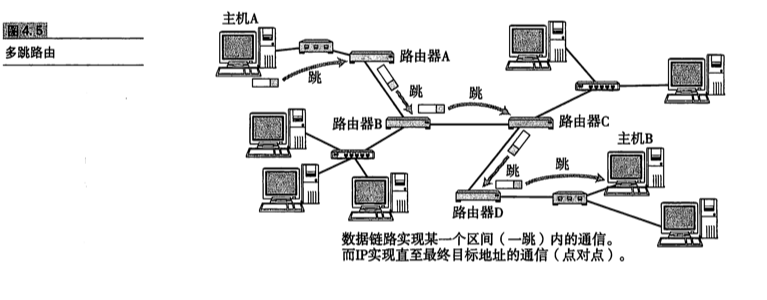 图4.5
多跳路由
主机A
路由器A
跳
跳
跳
路由器B
路由器C
主机B
跳
跳
路由器D
数据链路实现某一个区间（一跳）内的通信。
而IP实现直至最终目标地址的通信（点对点）。